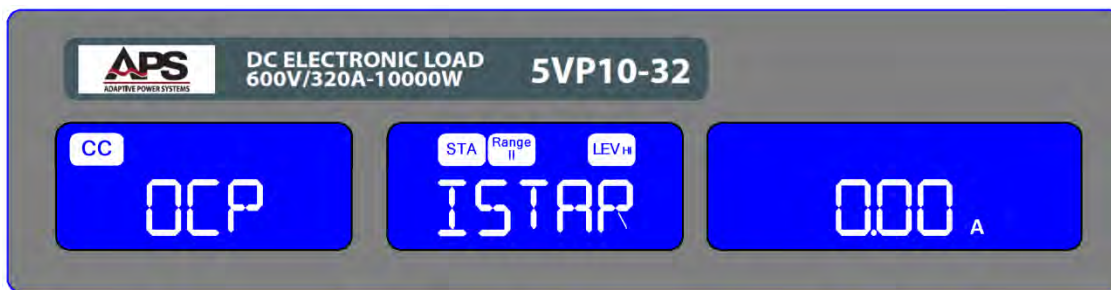 APS
ADAPTIVE POWER SYSTEMS
DC ELECTRONIC LOAD
600V/320A-10000W
5VP10-32
CC
OCP
STA
Range
II
LEV HI
ISTAR
0.00 A